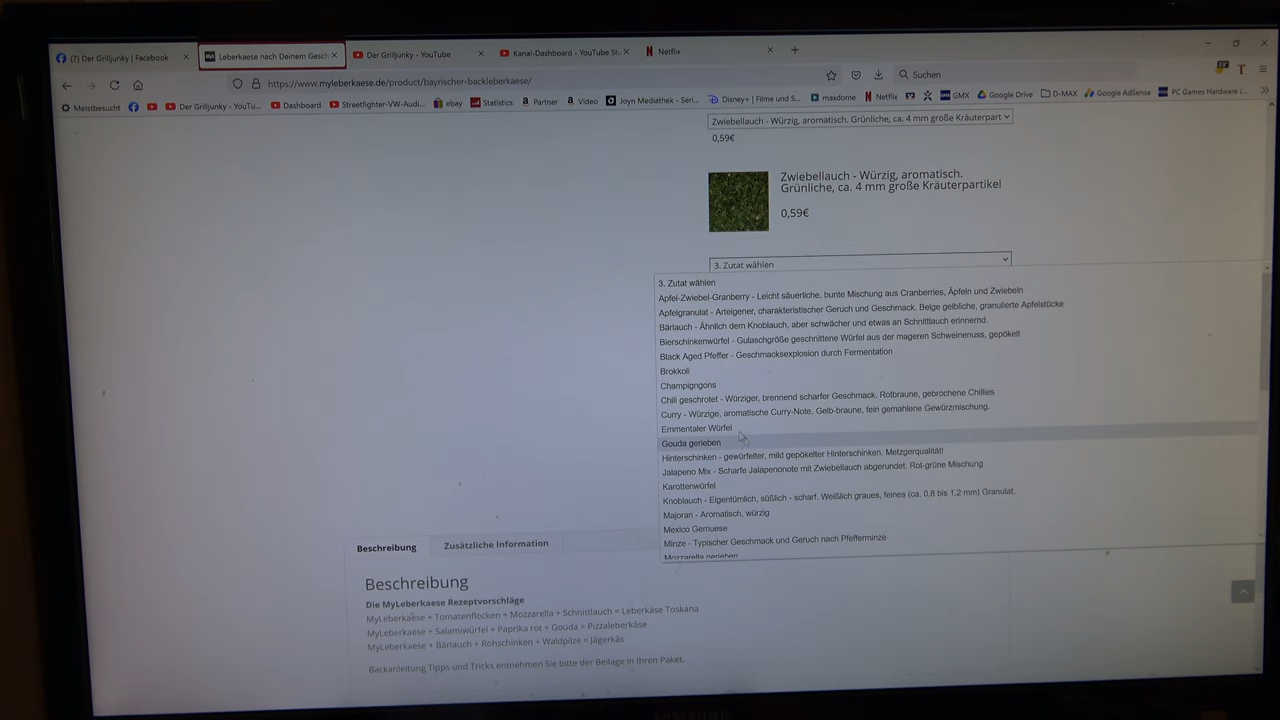 (7) Der Grilljunky | Facebook
Leberkaese nach Deinem Gesch
Der Grilljunky - YouTube
Kanal-Dashboard - YouTube Stu
Netflix
https://www.myleberkaese.de/product/bayrischer-backleberkaese/
Suchen
Meistbesucht
Der Grilljunky - YouTu...
Dashboard
Streetfighter-VW-Audi...
ebay
Statistics
Partner
Video
Joyn Mediathek - Seri...
Disney+ | Filme und S...
maxdome
Netflix
GMX
Google Drive
D-MAX
Google AdSense
PC Games Hardware (...
Zwiebellauch - Würzig, aromatisch. Grünliche, ca. 4 mm große Kräuterpart
0,59€
Zwiebellauch - Würzig, aromatisch.
Grünliche, ca. 4 mm große Kräuterpartikel
0,59€
3. Zutat wählen
3. Zutat wählen
Apfel-Zwiebel-Granberry - Leicht säuerliche, bunte Mischung aus Cranberries, Äpfeln und Zwiebeln
Apfelgranulat - Arteigener, charakteristischer Geruch und Geschmack. Beige gelbliche, granulierte Apfelstücke
Bärlauch - Ähnlich dem Knoblauch, aber schwächer und etwas an Schnittlauch erinnernd.
Bierschinkenwürfel - Gulaschgröße geschnittene Würfel aus der mageren Schweinenuss, gepökelt
Black Aged Pfeffer - Geschmacksexplosion durch Fermentation
Brokkoli
Champigngons
Chili geschrotet - Würziger, brennend scharfer Geschmack. Rotbraune, gebrochene Chillies
Curry - Würzige, aromatische Curry-Note. Gelb-braune, fein gemahlene Gewürzmischung.
Emmentaler Würfel
Gouda gerieben
Hinterschinken - gewürfelter, mild gepökelter Hinterschinken. Metzgerqualität!
Jalapeno Mix - Scharfe Jalapenonote mit Zwiebellauch abgerundet. Rot-grüne Mischung
Karottenwürfel
Knoblauch - Eigentümlich, süßlich - scharf. Weißlich graues, feines (ca. 0,8 bis 1,2 mm) Granulat.
Majoran - Aromatisch, würzig
Mexico Gemuese
Minze - Typischer Geschmack und Geruch nach Pfefferminze
Mozzarella gerieben
Beschreibung
Zusätzliche Information
Beschreibung
Die MyLeberkaese Rezeptvorschläge
MyLeberkaese + Tomatenflocken + Mozzarella + Schnittlauch = Leberkäse Toskana
MyLeberkaese + Salamiwürfel + Paprika rot + Gouda = Pizzaleberkäse
MyLeberkaese + Bärlauch + Rohschinken + Waldpilze = Jägerkäs
Backanleitung Tipps und Tricks entnehmen Sie bitte der Beilage in Ihren Paket.
SAMSUNG